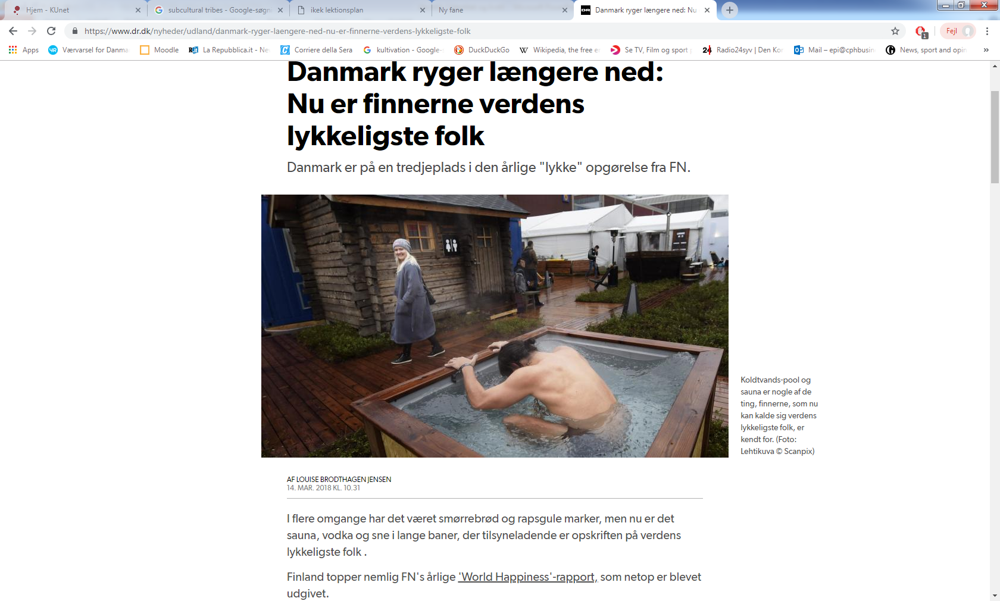 Hjem - KUnet
subcultural tribes - Google-søgn
ikek lektionsplan
Ny fane
Danmark ryger længere ned: Nu
https://www.dr.dk/nyheder/udland/danmark-ryger-laengere-ned-nu-er-finnerne-verdens-lykkeligste-folk
1
Fejl
Apps
Værvarsel for Danma
Moodle
La Repubblica.it - Ne
Corriere della Sera
kultivation - Google-
DuckDuckGo
Wikipedia, the free e
Se TV, Film og sport
Radio24syv | Den Kor
Mail – epi@cphbusin
News, sport and opin
Danmark ryger længere ned:
Nu er finnerne verdens
lykkeligste folk
Danmark er på en tredjeplads i den årlige "lykke" opgørelse fra FN.
Koldtvands-pool og
sauna er nogle af de
ting, finnerne, som nu
kan kalde sig verdens
lykkeligste folk, er
kendt for. (Foto:
Lehtikuva © Scanpix)
AF LOUISE BRODTHAGEN JENSEN
14. MAR. 2018 KL. 10.31
I flere omgange har det været smørrebrød og rapsgule marker, men nu er det
sauna, vodka og sne i lange baner, der tilsyneladende er opskriften på verdens
lykkeligste folk .
Finland topper nemlig FN's årlige 'World Happiness'-rapport, som netop er blevet
udgivet.